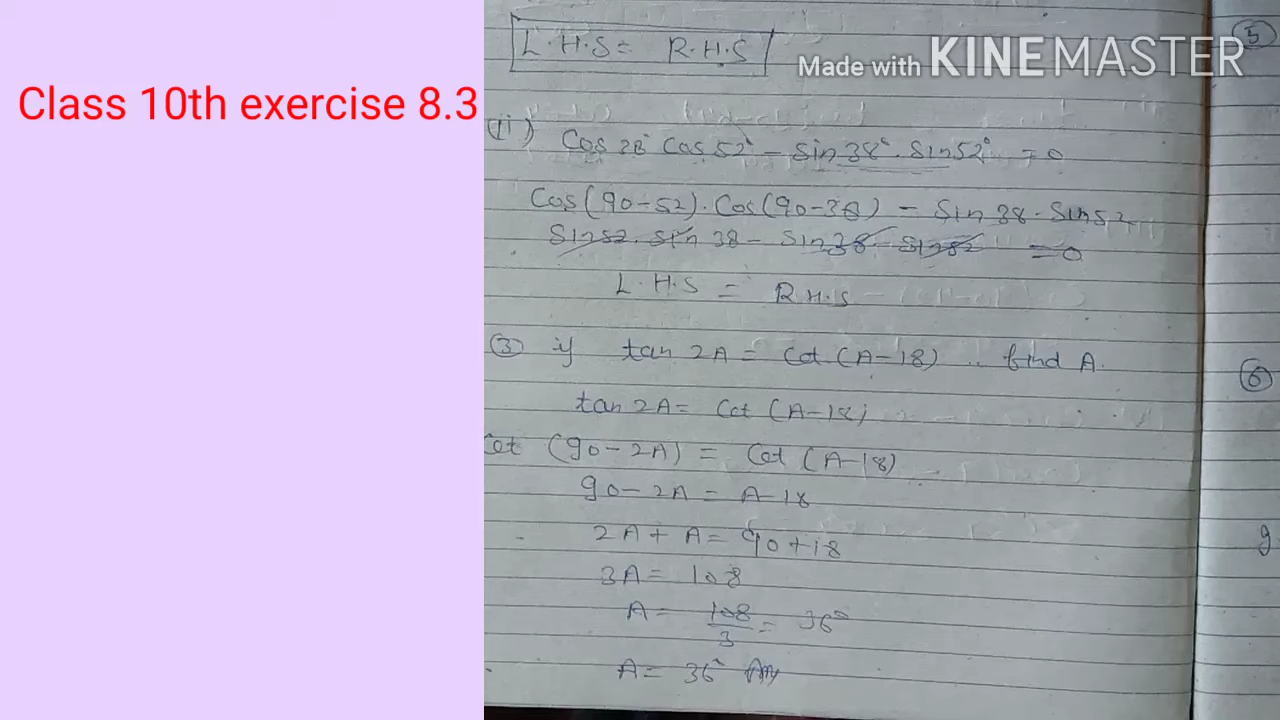 Class 10th exercise 8.3
Made with KINEMASTER
L.H.S = R.H.S
5
(ii) Cos 38° Cos 52° - Sin 38°. Sin 52° = 0
Cos (90-52). Cos (90-38) - Sin 38. Sin 52
Sin 52. Sin 38 - Sin 38. Sin 52 = 0
L.H.S = R.H.S
③ if tan 2A = Cot (A-18) .. find A.
tan 2A = Cot (A-18)
6
Cot (90-2A) = Cot (A-18)
90-2A = A-18
2A + A = 90+18
3A = 108
A = 108/3 = 36°
A = 36° Ans